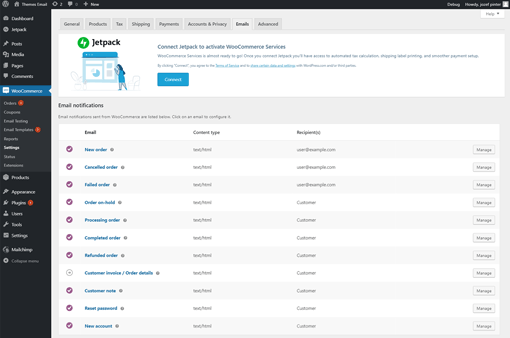 Themes Email
2
0
+ New
Debug
Howdy, jozef pinter
Help
Dashboard
Jetpack
Posts
Media
Pages
Comments
WooCommerce
Orders
Coupons
Email Testing
Email Templates
Reports
Settings
Status
Extensions
Products
Appearance
Plugins
Users
Tools
Settings
Mailchimp
Collapse menu
General Products Tax Shipping Payments Accounts & Privacy Emails Advanced
Jetpack
Connect Jetpack to activate WooCommerce Services
WooCommerce Services is almost ready to go! Once you connect Jetpack you'll have access to automated tax calculation, shipping label printing, and smoother payment setup.
By clicking "Connect", you agree to the Terms of Service and to share certain data and settings with WordPress.com and/or third parties.
Connect
Email notifications
Email notifications sent from WooCommerce are listed below. Click on an email to configure it.
Email Content type Recipient(s)
New order text/html user@example.com Manage
Cancelled order text/html user@example.com Manage
Failed order text/html user@example.com Manage
Order on-hold text/html Customer Manage
Processing order text/html Customer Manage
Completed order text/html Customer Manage
Refunded order text/html Customer Manage
Customer invoice / Order details text/html Customer Manage
Customer note text/html Customer Manage
Reset password text/html Customer Manage
New account text/html Customer Manage